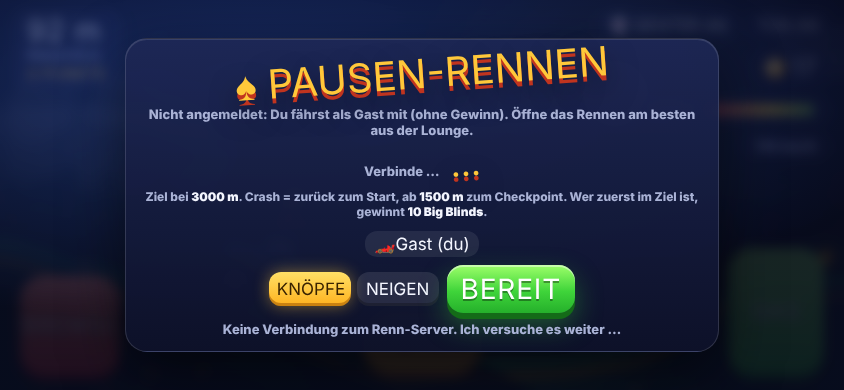 92 m
♠ PAUSEN-RENNEN
Nicht angemeldet: Du fährst als Gast mit (ohne Gewinn). Öffne das Rennen am besten
aus der Lounge.
Verbinde ... ...
Ziel bei 3000 m. Crash = zurück zum Start, ab 1500 m zum Checkpoint. Wer zuerst im Ziel ist,
gewinnt 10 Big Blinds.
Gast (du)
KNÖPFE NEIGEN BEREIT
Keine Verbindung zum Renn-Server. Ich versuche es weiter ...